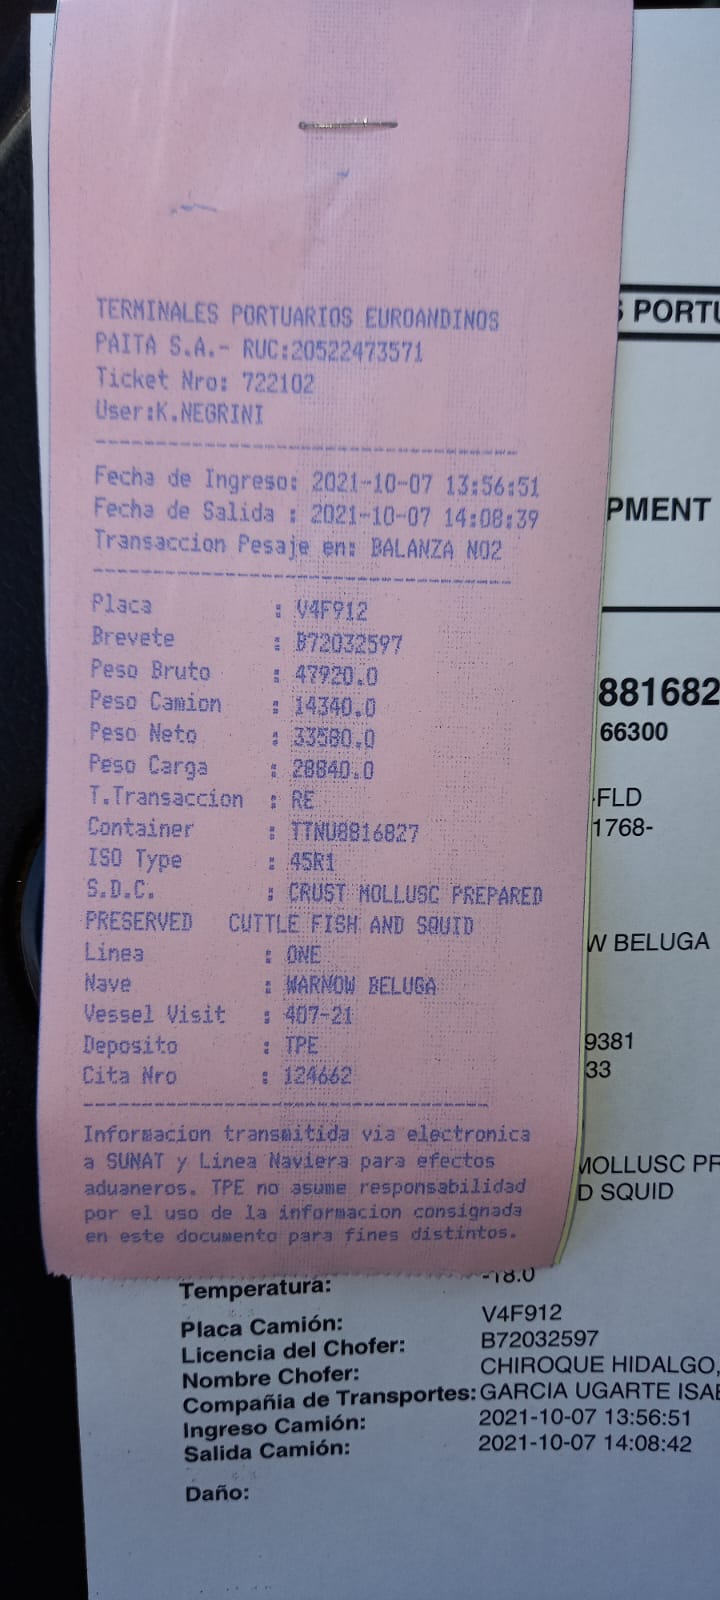 TERMINALES PORTUARIOS EUROANDINOS
PAITA S.A.- RUC:20522473571
Ticket Nro: 722102
User:K.NEGRINI
Fecha de Ingreso: 2021-10-07 13:56:51
Fecha de Salida : 2021-10-07 14:08:39
Transaccion Pesaje en: BALANZA NO2
Placa : V4F912
Brevete : B72032597
Peso Bruto : 47920.0
Peso Camion : 14340.0
Peso Neto : 33580.0
Peso Carga : 28840.0
T.Transaccion : RE
Container : TTNU8816827
ISO Type : 45R1
S.D.C. : CRUST MOLLUSC PREPARED
PRESERVED CUTTLE FISH AND SQUID
Linea : ONE
Nave : WARNOW BELUGA
Vessel Visit : 407-21
Deposito : TPE
Cita Nro : 124662
Informacion transmitida via electronica
a SUNAT y Linea Naviera para efectos
aduaneros. TPE no asume responsabilidad
por el uso de la informacion consignada
en este documento para fines distintos.
S PORTU
PMENT
881682
66300
-FLD
1768-
W BELUGA
9381
33
MOLLUSC PR
D SQUID
Temperatura: -18.0
Placa Camión: V4F912
Licencia del Chofer: B72032597
Nombre Chofer: CHIROQUE HIDALGO,
Compañia de Transportes: GARCIA UGARTE ISAB
Ingreso Camión: 2021-10-07 13:56:51
Salida Camión: 2021-10-07 14:08:42
Daño: